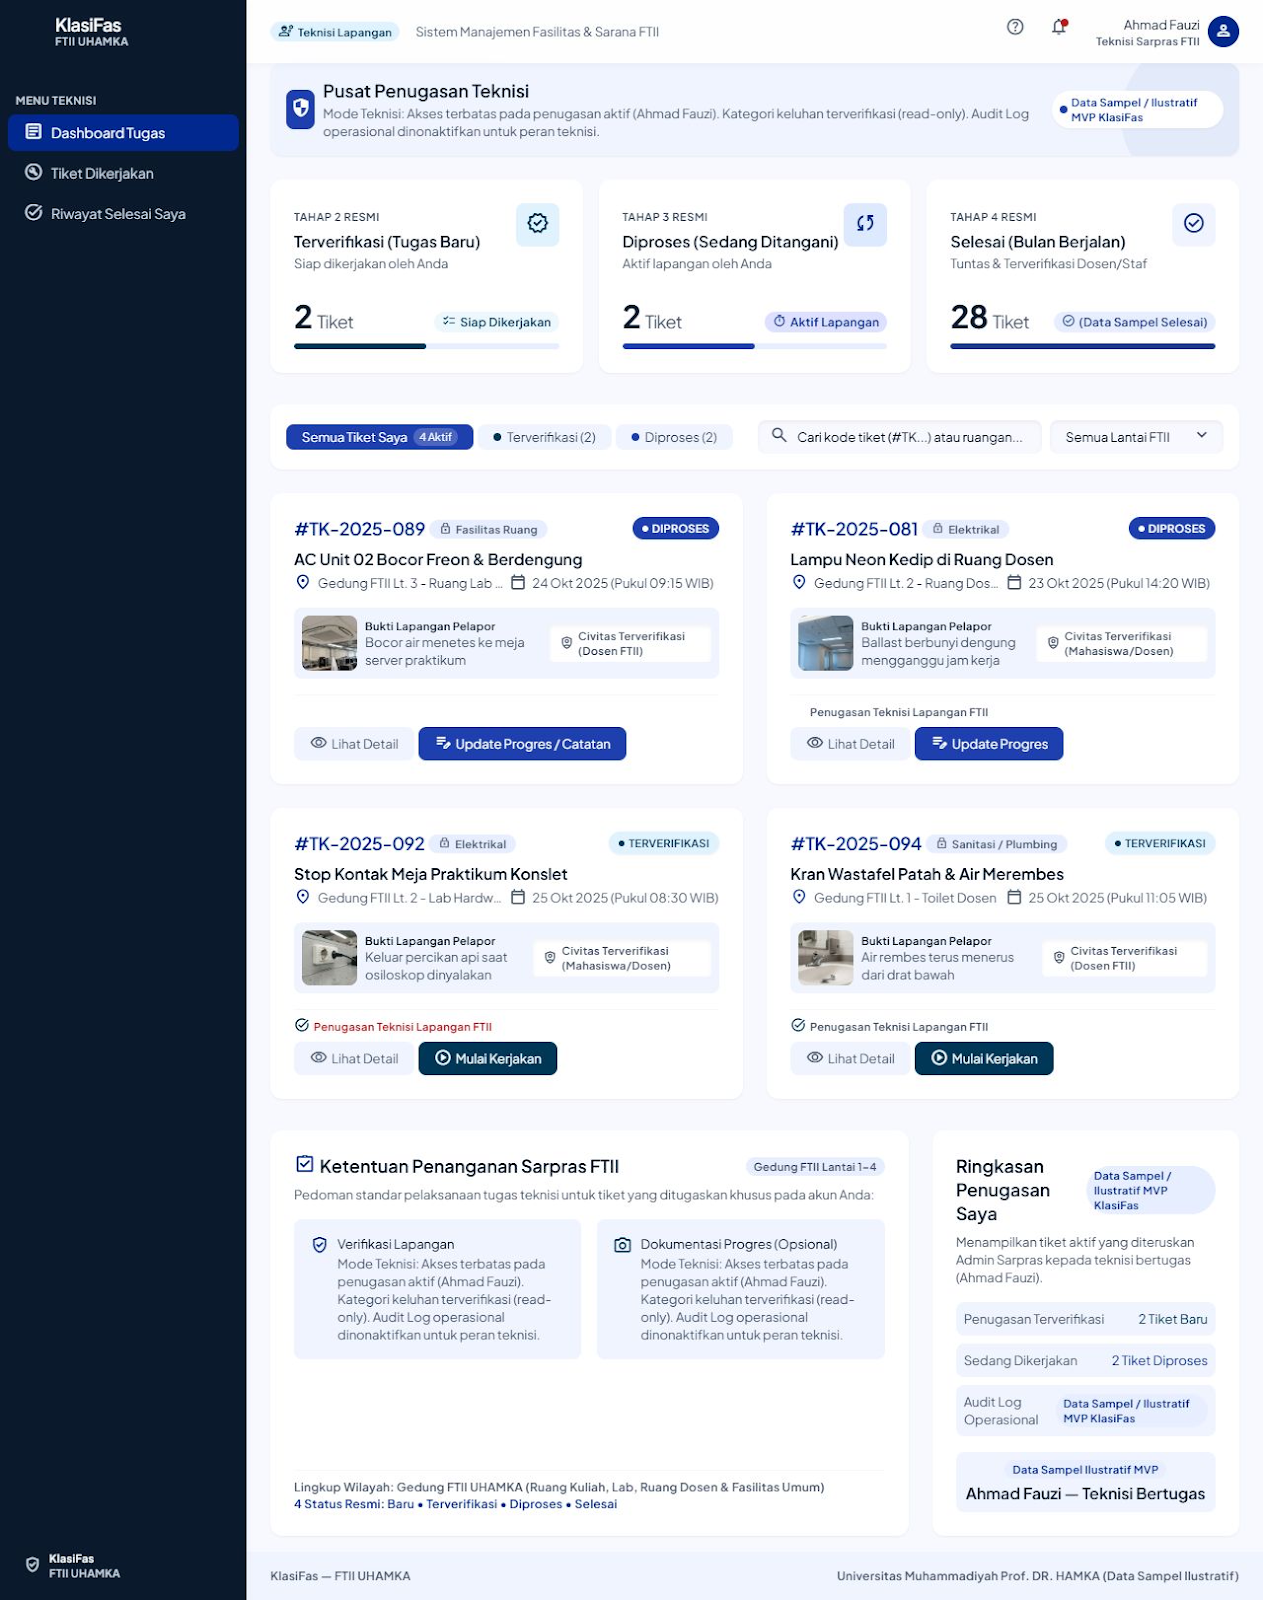 KlasiFas
FTII UHAMKA
MENU TEKNISI
Dashboard Tugas
Tiket Dikerjakan
Riwayat Selesai Saya
KlasiFas
FTII UHAMKA
Teknisi Lapangan
Sistem Manajemen Fasilitas & Sarana FTII
Ahmad Fauzi
Teknisi Sarpras FTII
Pusat Penugasan Teknisi
Mode Teknisi: Akses terbatas pada penugasan aktif (Ahmad Fauzi). Kategori keluhan terverifikasi (read-only). Audit Log
operasional dinonaktifkan untuk peran teknisi.
Data Sampel / Ilustratif
MVP KlasiFas
TAHAP 2 RESMI
Terverifikasi (Tugas Baru)
Siap dikerjakan oleh Anda
2 Tiket
Siap Dikerjakan
TAHAP 3 RESMI
Diproses (Sedang Ditangani)
Aktif lapangan oleh Anda
2 Tiket
Aktif Lapangan
TAHAP 4 RESMI
Selesai (Bulan Berjalan)
Tuntas & Terverifikasi Dosen/Staf
28 Tiket
(Data Sampel Selesai)
Semua Tiket Saya 4 Aktif
Terverifikasi (2)
Diproses (2)
Cari kode tiket (#TK...) atau ruangan...
Semua Lantai FTII
#TK-2025-089 Fasilitas Ruang
DIPROSES
AC Unit 02 Bocor Freon & Berdengung
Gedung FTII Lt. 3 - Ruang Lab ... 24 Okt 2025 (Pukul 09:15 WIB)
Bukti Lapangan Pelapor
Bocor air menetes ke meja
server praktikum
Civitas Terverifikasi
(Dosen FTII)
Lihat Detail
Update Progres / Catatan
#TK-2025-081 Elektrikal
DIPROSES
Lampu Neon Kedip di Ruang Dosen
Gedung FTII Lt. 2 - Ruang Dos... 23 Okt 2025 (Pukul 14:20 WIB)
Bukti Lapangan Pelapor
Ballast berbunyi dengung
mengganggu jam kerja
Civitas Terverifikasi
(Mahasiswa/Dosen)
Penugasan Teknisi Lapangan FTII
Lihat Detail
Update Progres
#TK-2025-092 Elektrikal
TERVERIFIKASI
Stop Kontak Meja Praktikum Konslet
Gedung FTII Lt. 2 - Lab Hardw... 25 Okt 2025 (Pukul 08:30 WIB)
Bukti Lapangan Pelapor
Keluar percikan api saat
osiloskop dinyalakan
Civitas Terverifikasi
(Mahasiswa/Dosen)
Penugasan Teknisi Lapangan FTII
Lihat Detail
Mulai Kerjakan
#TK-2025-094 Sanitasi / Plumbing
TERVERIFIKASI
Kran Wastafel Patah & Air Merembes
Gedung FTII Lt. 1 - Toilet Dosen 25 Okt 2025 (Pukul 11:05 WIB)
Bukti Lapangan Pelapor
Air rembes terus menerus
dari drat bawah
Civitas Terverifikasi
(Dosen FTII)
Penugasan Teknisi Lapangan FTII
Lihat Detail
Mulai Kerjakan
Ketentuan Penanganan Sarpras FTII
Gedung FTII Lantai 1–4
Pedoman standar pelaksanaan tugas teknisi untuk tiket yang ditugaskan khusus pada akun Anda:
Verifikasi Lapangan
Mode Teknisi: Akses terbatas pada
penugasan aktif (Ahmad Fauzi).
Kategori keluhan terverifikasi (read-
only). Audit Log operasional
dinonaktifkan untuk peran teknisi.
Dokumentasi Progres (Opsional)
Mode Teknisi: Akses terbatas pada
penugasan aktif (Ahmad Fauzi).
Kategori keluhan terverifikasi (read-
only). Audit Log operasional
dinonaktifkan untuk peran teknisi.
Lingkup Wilayah: Gedung FTII UHAMKA (Ruang Kuliah, Lab, Ruang Dosen & Fasilitas Umum)
4 Status Resmi: Baru • Terverifikasi • Diproses • Selesai
Ringkasan
Penugasan
Saya
Data Sampel /
Ilustratif MVP
KlasiFas
Menampilkan tiket aktif yang diteruskan
Admin Sarpras kepada teknisi bertugas
(Ahmad Fauzi).
Penugasan Terverifikasi 2 Tiket Baru
Sedang Dikerjakan 2 Tiket Diproses
Audit Log
Operasional
Data Sampel / Ilustratif
MVP KlasiFas
Data Sampel Ilustratif MVP
Ahmad Fauzi — Teknisi Bertugas
KlasiFas — FTII UHAMKA
Universitas Muhammadiyah Prof. DR. HAMKA (Data Sampel Ilustratif)